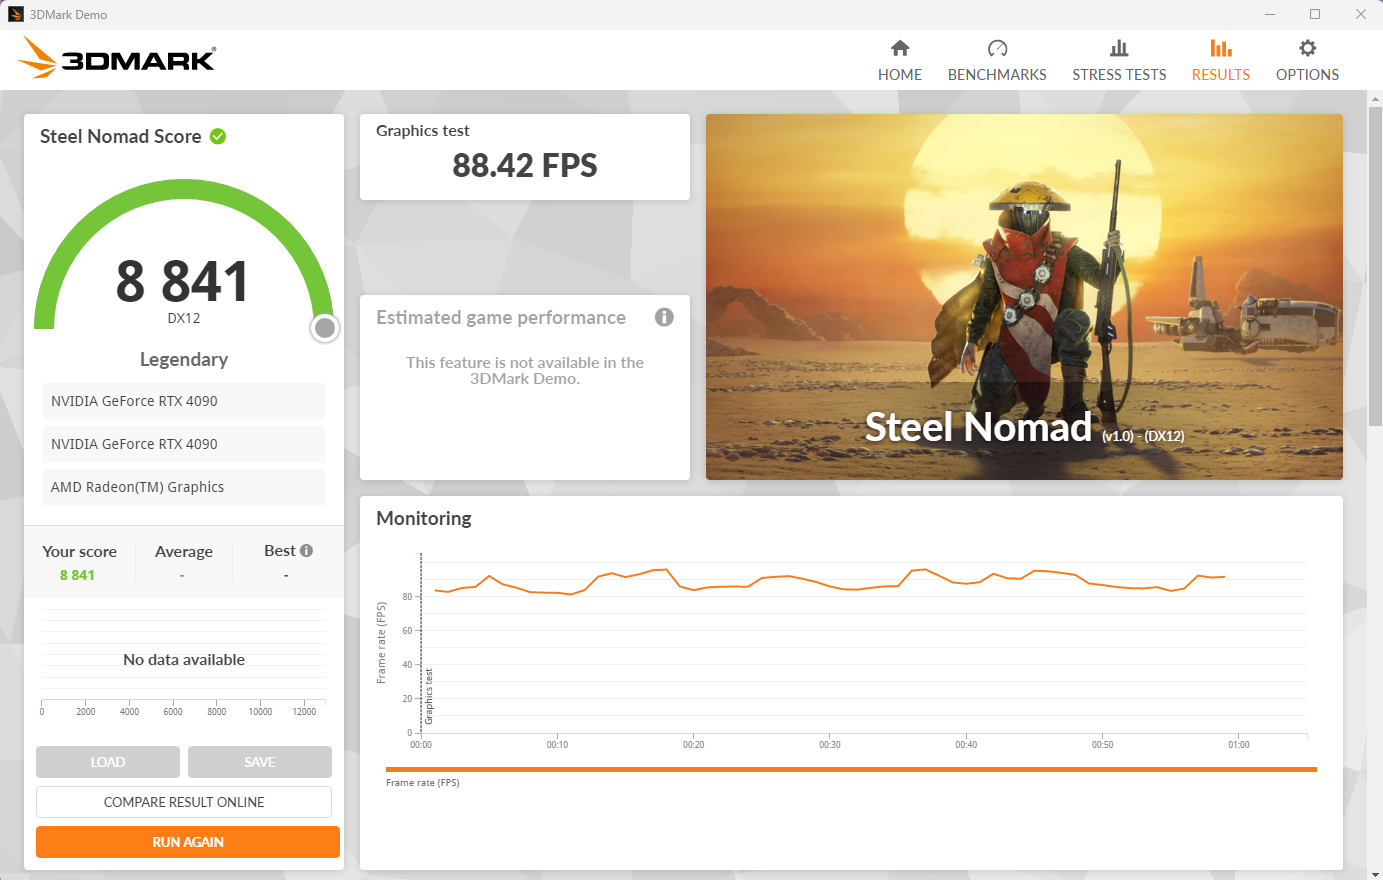 3DMark Demo
3DMARK®
HOME
BENCHMARKS
STRESS TESTS
RESULTS
OPTIONS
Steel Nomad Score
8 841
DX12
Legendary
NVIDIA GeForce RTX 4090
NVIDIA GeForce RTX 4090
AMD Radeon(TM) Graphics
Your score
8 841
Average
-
Best
-
No data available
0 2000 4000 6000 8000 10000 12000
LOAD
SAVE
COMPARE RESULT ONLINE
RUN AGAIN
Graphics test
88.42 FPS
Estimated game performance
This feature is not available in the
3DMark Demo.
Steel Nomad (v1.0) - (DX12)
Monitoring
Frame rate (FPS)
80
60
40
20
0
Graphics test
00:00 00:10 00:20 00:30 00:40 00:50 01:00
Frame rate (FPS)